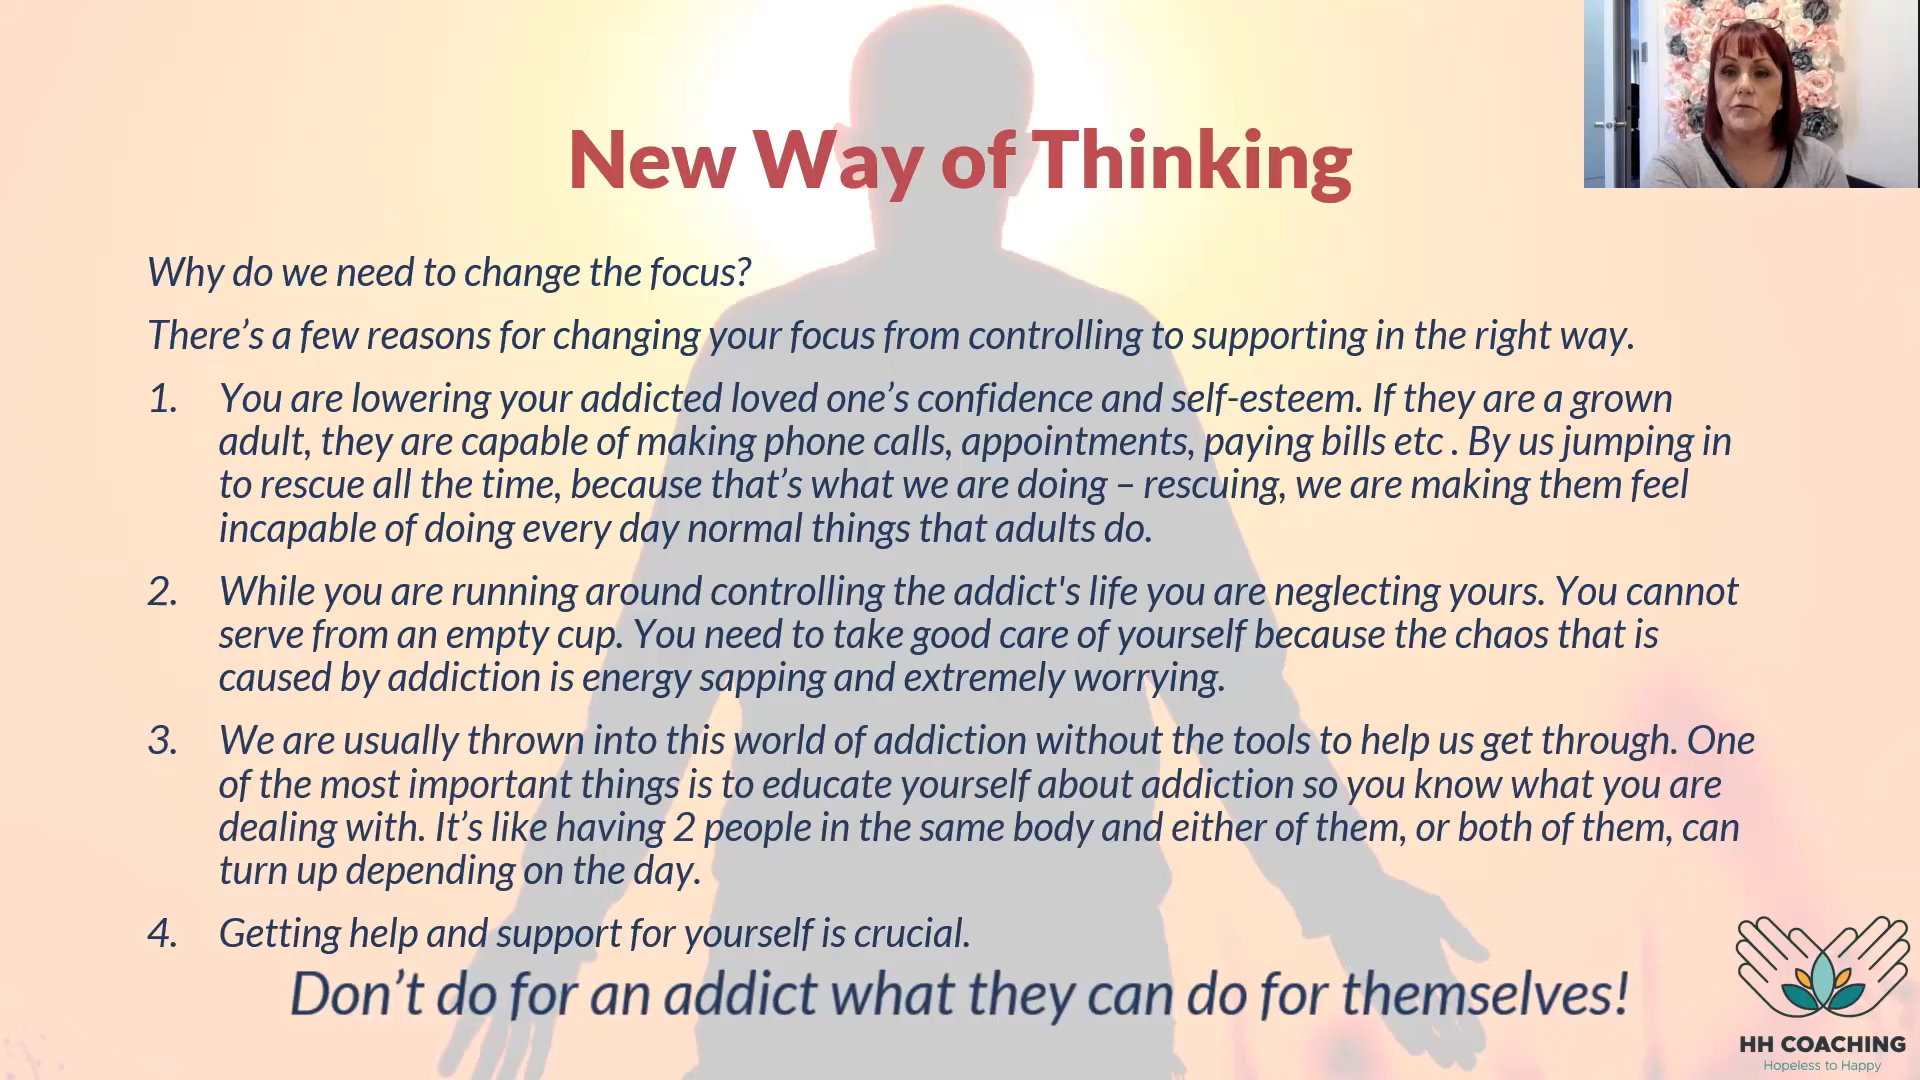 New Way of Thinking
Why do we need to change the focus?
There’s a few reasons for changing your focus from controlling to supporting in the right way.
1. You are lowering your addicted loved one’s confidence and self-esteem. If they are a grown
adult, they are capable of making phone calls, appointments, paying bills etc . By us jumping in
to rescue all the time, because that’s what we are doing – rescuing, we are making them feel
incapable of doing every day normal things that adults do.
2. While you are running around controlling the addict's life you are neglecting yours. You cannot
serve from an empty cup. You need to take good care of yourself because the chaos that is
caused by addiction is energy sapping and extremely worrying.
3. We are usually thrown into this world of addiction without the tools to help us get through. One
of the most important things is to educate yourself about addiction so you know what you are
dealing with. It’s like having 2 people in the same body and either of them, or both of them, can
turn up depending on the day.
4. Getting help and support for yourself is crucial.
Don’t do for an addict what they can do for themselves!
HH COACHING
Hopeless to Happy